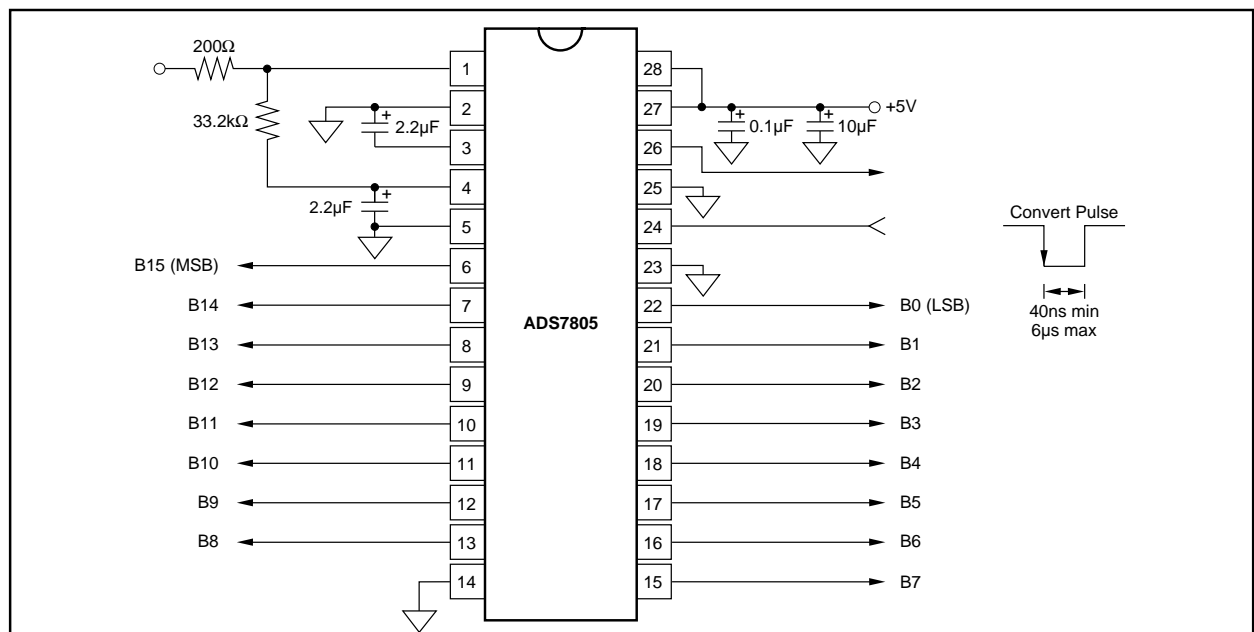 200Ω
33.2kΩ
2.2µF
+
2.2µF
+
1
2
3
4
5
6
7
8
9
10
11
12
13
14
B15 (MSB)
B14
B13
B12
B11
B10
B9
B8
ADS7805
28
27
26
25
24
23
22
21
20
19
18
17
16
15
+5V
+
0.1µF
+
10µF
B0 (LSB)
B1
B2
B3
B4
B5
B6
B7
Convert Pulse
40ns min
6µs max